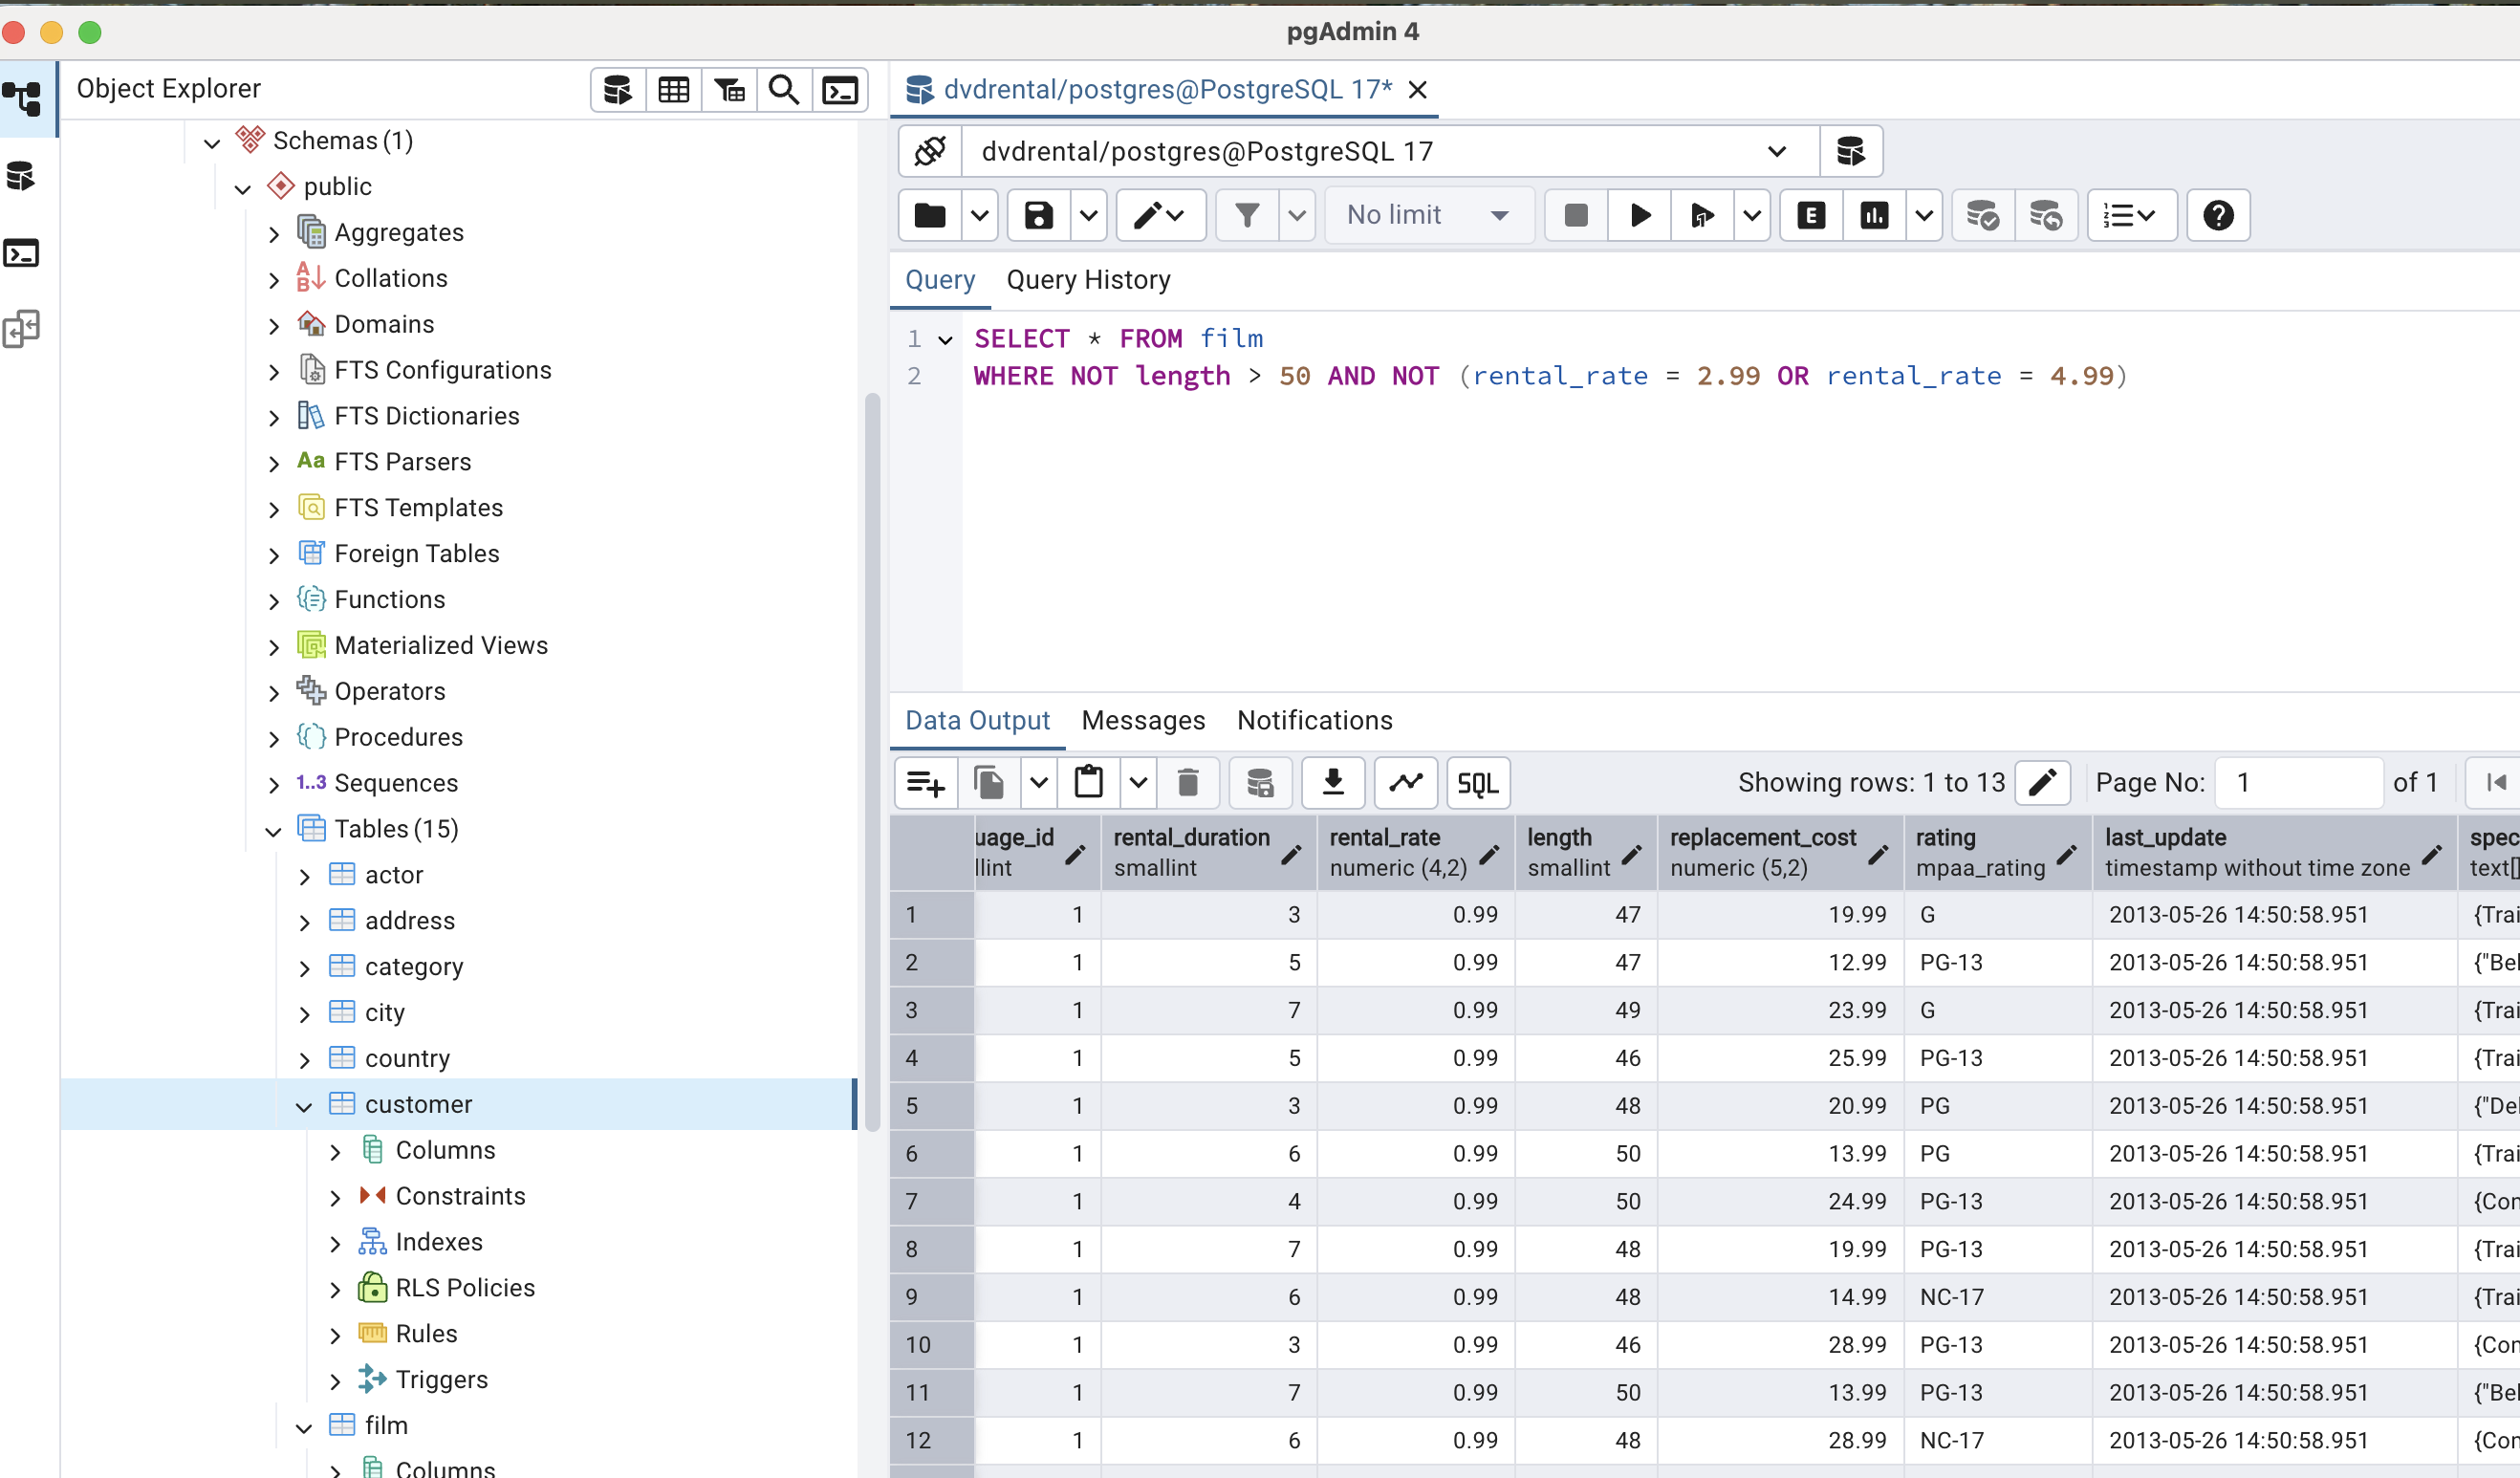 pgAdmin 4
Object Explorer
Schemas (1)
public
Aggregates
Collations
Domains
FTS Configurations
FTS Dictionaries
Aa FTS Parsers
FTS Templates
Foreign Tables
Functions
Materialized Views
Operators
Procedures
1..3 Sequences
Tables (15)
actor
address
category
city
country
customer
Columns
Constraints
Indexes
RLS Policies
Rules
Triggers
film
Columns
dvdrental/postgres@PostgreSQL 17*
dvdrental/postgres@PostgreSQL 17
No limit
E
Query Query History
1 SELECT * FROM film
2 WHERE NOT length > 50 AND NOT (rental_rate = 2.99 OR rental_rate = 4.99)
Data Output Messages Notifications
SQL Showing rows: 1 to 13 Page No: 1 of 1
uage_id rental_duration rental_rate length replacement_cost rating last_update spec
llint smallint numeric (4,2) smallint numeric (5,2) mpaa_rating timestamp without time zone text[]
1 1 3 0.99 47 19.99 G 2013-05-26 14:50:58.951 {Trai
2 1 5 0.99 47 12.99 PG-13 2013-05-26 14:50:58.951 {"Bel
3 1 7 0.99 49 23.99 G 2013-05-26 14:50:58.951 {Trai
4 1 5 0.99 46 25.99 PG-13 2013-05-26 14:50:58.951 {Trai
5 1 3 0.99 48 20.99 PG 2013-05-26 14:50:58.951 {"Del
6 1 6 0.99 50 13.99 PG 2013-05-26 14:50:58.951 {Trai
7 1 4 0.99 50 24.99 PG-13 2013-05-26 14:50:58.951 {Con
8 1 7 0.99 48 19.99 PG-13 2013-05-26 14:50:58.951 {Trai
9 1 6 0.99 48 14.99 NC-17 2013-05-26 14:50:58.951 {Trai
10 1 3 0.99 46 28.99 PG-13 2013-05-26 14:50:58.951 {Con
11 1 7 0.99 50 13.99 PG-13 2013-05-26 14:50:58.951 {"Bel
12 1 6 0.99 48 28.99 NC-17 2013-05-26 14:50:58.951 {Con